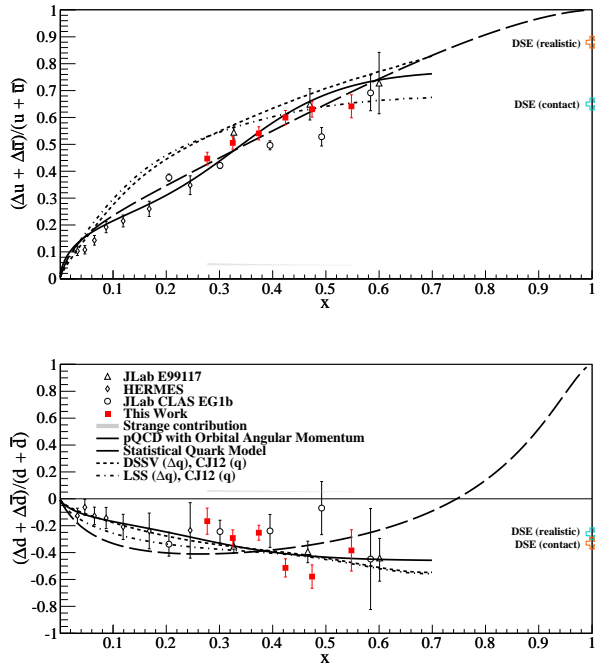 1
0.9
0.8
0.7
0.6
0.5
0.4
0.3
0.2
0.1
0
(Δu + Δu̅)/(u + u̅)
DSE (realistic)
DSE (contact)
0.1 0.2 0.3 0.4 0.5 0.6 0.7 0.8 0.9 1
x
1
0.8
0.6
0.4
0.2
0
-0.2
-0.4
-0.6
-0.8
-1
(Δd + Δd̅)/(d + d̅)
JLab E99117
HERMES
JLab CLAS EG1b
This Work
Strange contribution
pQCD with Orbital Angular Momentum
Statistical Quark Model
DSSV (Δq), CJ12 (q)
LSS (Δq), CJ12 (q)
DSE (realistic)
DSE (contact)
0.1 0.2 0.3 0.4 0.5 0.6 0.7 0.8 0.9 1
x